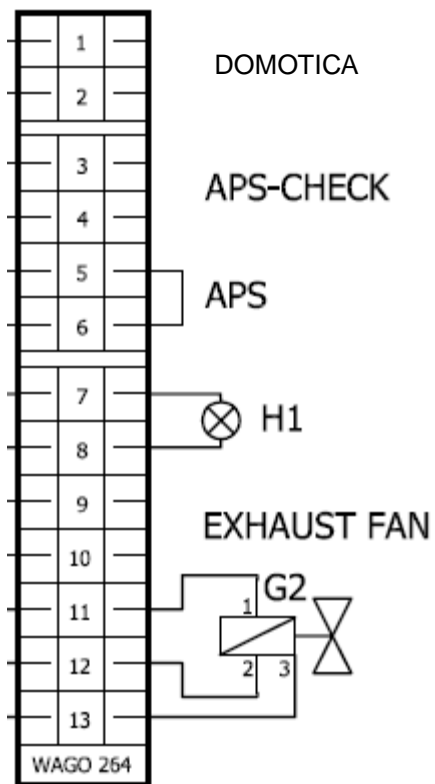 1
DOMOTICA
2
3
APS-CHECK
4
5
APS
6
7
H1
8
9
EXHAUST FAN
10
G2
11
1
12
2 3
13
WAGO 264